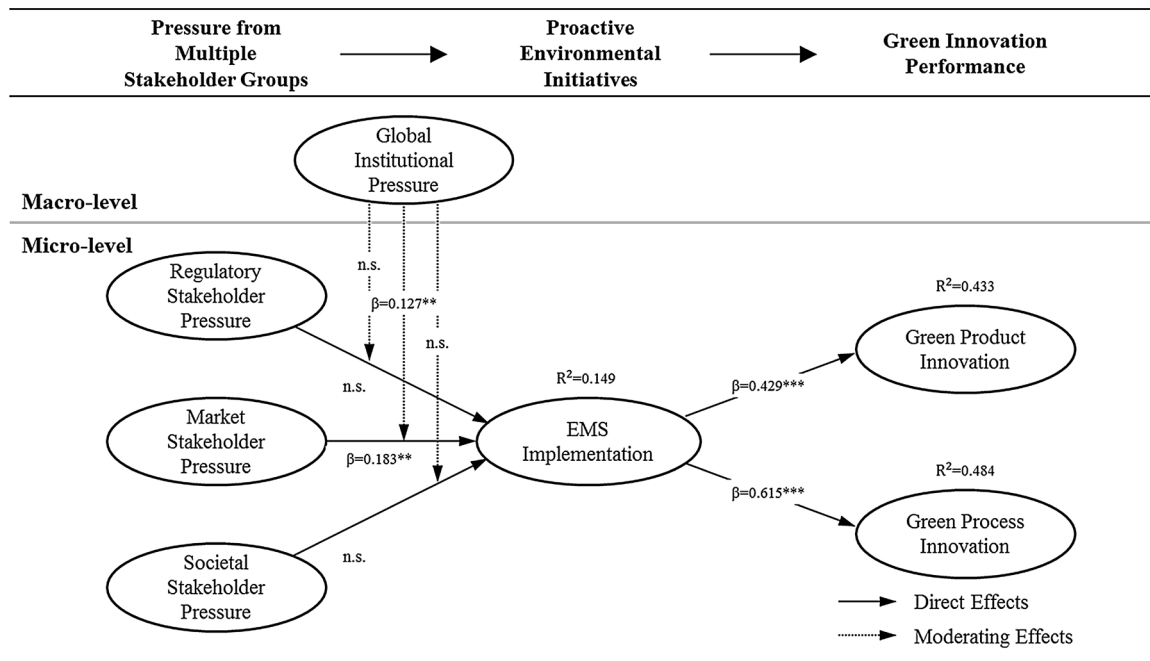 Pressure from
Multiple
Stakeholder Groups
Proactive
Environmental
Initiatives
Green Innovation
Performance
Global
Institutional
Pressure
Macro-level
Micro-level
Regulatory
Stakeholder
Pressure
n.s.
β=0.127**
n.s.
n.s.
Market
Stakeholder
Pressure
β=0.183**
Societal
Stakeholder
Pressure
n.s.
R²=0.149
EMS
Implementation
β=0.429***
β=0.615***
R²=0.433
Green Product
Innovation
R²=0.484
Green Process
Innovation
Direct Effects
Moderating Effects